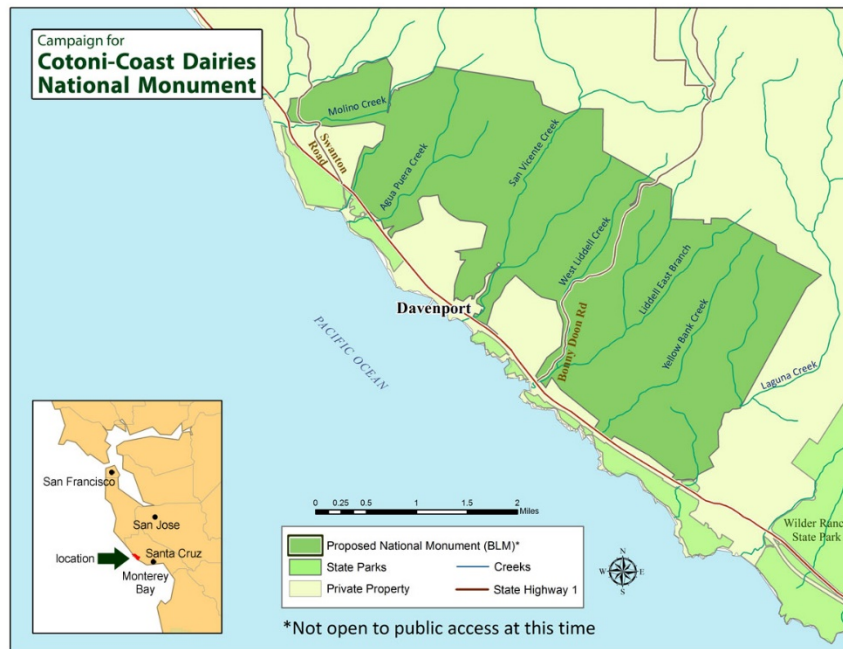 Campaign for
Cotoni-Coast Dairies
National Monument
Molino Creek
Swanton
Road
Agua Puera Creek
San Vicente Creek
West Liddell Creek
Liddell East Branch
Yellow Bank Creek
Bonny Doon Rd
Laguna Creek
Davenport
PACIFIC OCEAN
Wilder Ranch
State Park
San Francisco
San Jose
location
Santa Cruz
Monterey
Bay
0 0.25 0.5 1 1.5 2
Miles
Proposed National Monument (BLM)*
State Parks
Creeks
Private Property
State Highway 1
N
W E
S
*Not open to public access at this time